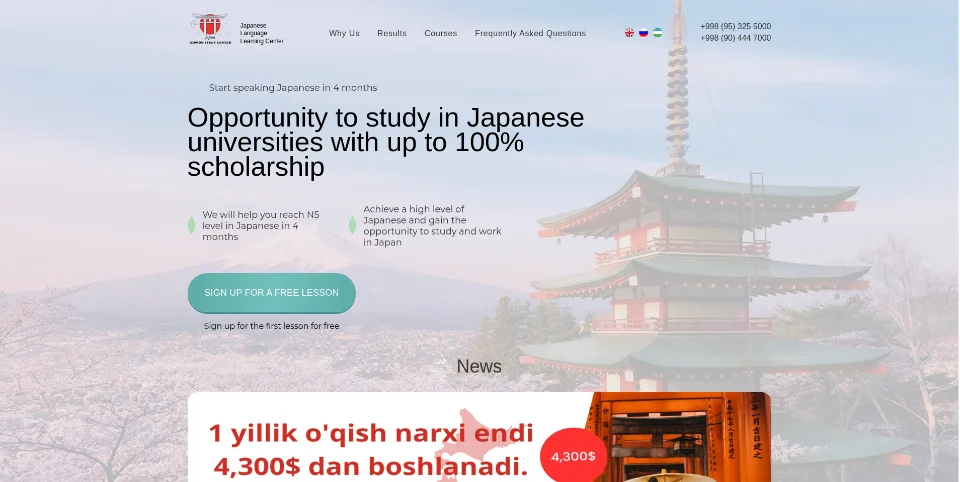 NIPPON STUDY CENTER
Japanese
Language
Learning Center
Why Us
Results
Courses
Frequently Asked Questions
+998 (95) 325 5000
+998 (90) 444 7000
Start speaking Japanese in 4 months
Opportunity to study in Japanese
universities with up to 100%
scholarship
We will help you reach N5
level in Japanese in 4
months
Achieve a high level of
Japanese and gain the
opportunity to study and work
in Japan
SIGN UP FOR A FREE LESSON
Sign up for the first lesson for free
News
1 yillik o'qish narxi endi
4,300$ dan boshlanadi.
4,300$